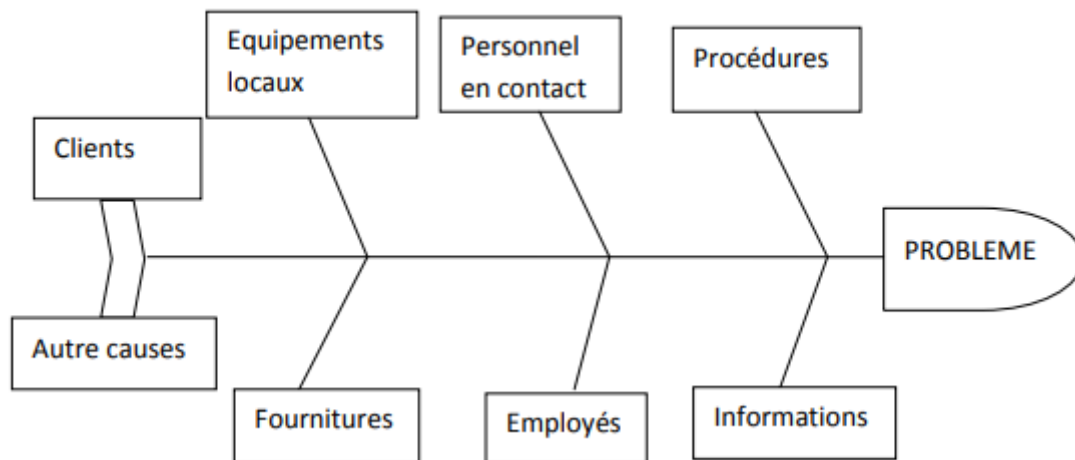 Equipements
locaux
Personnel
en contact
Procédures
Clients
PROBLEME
Autre causes
Fournitures
Employés
Informations